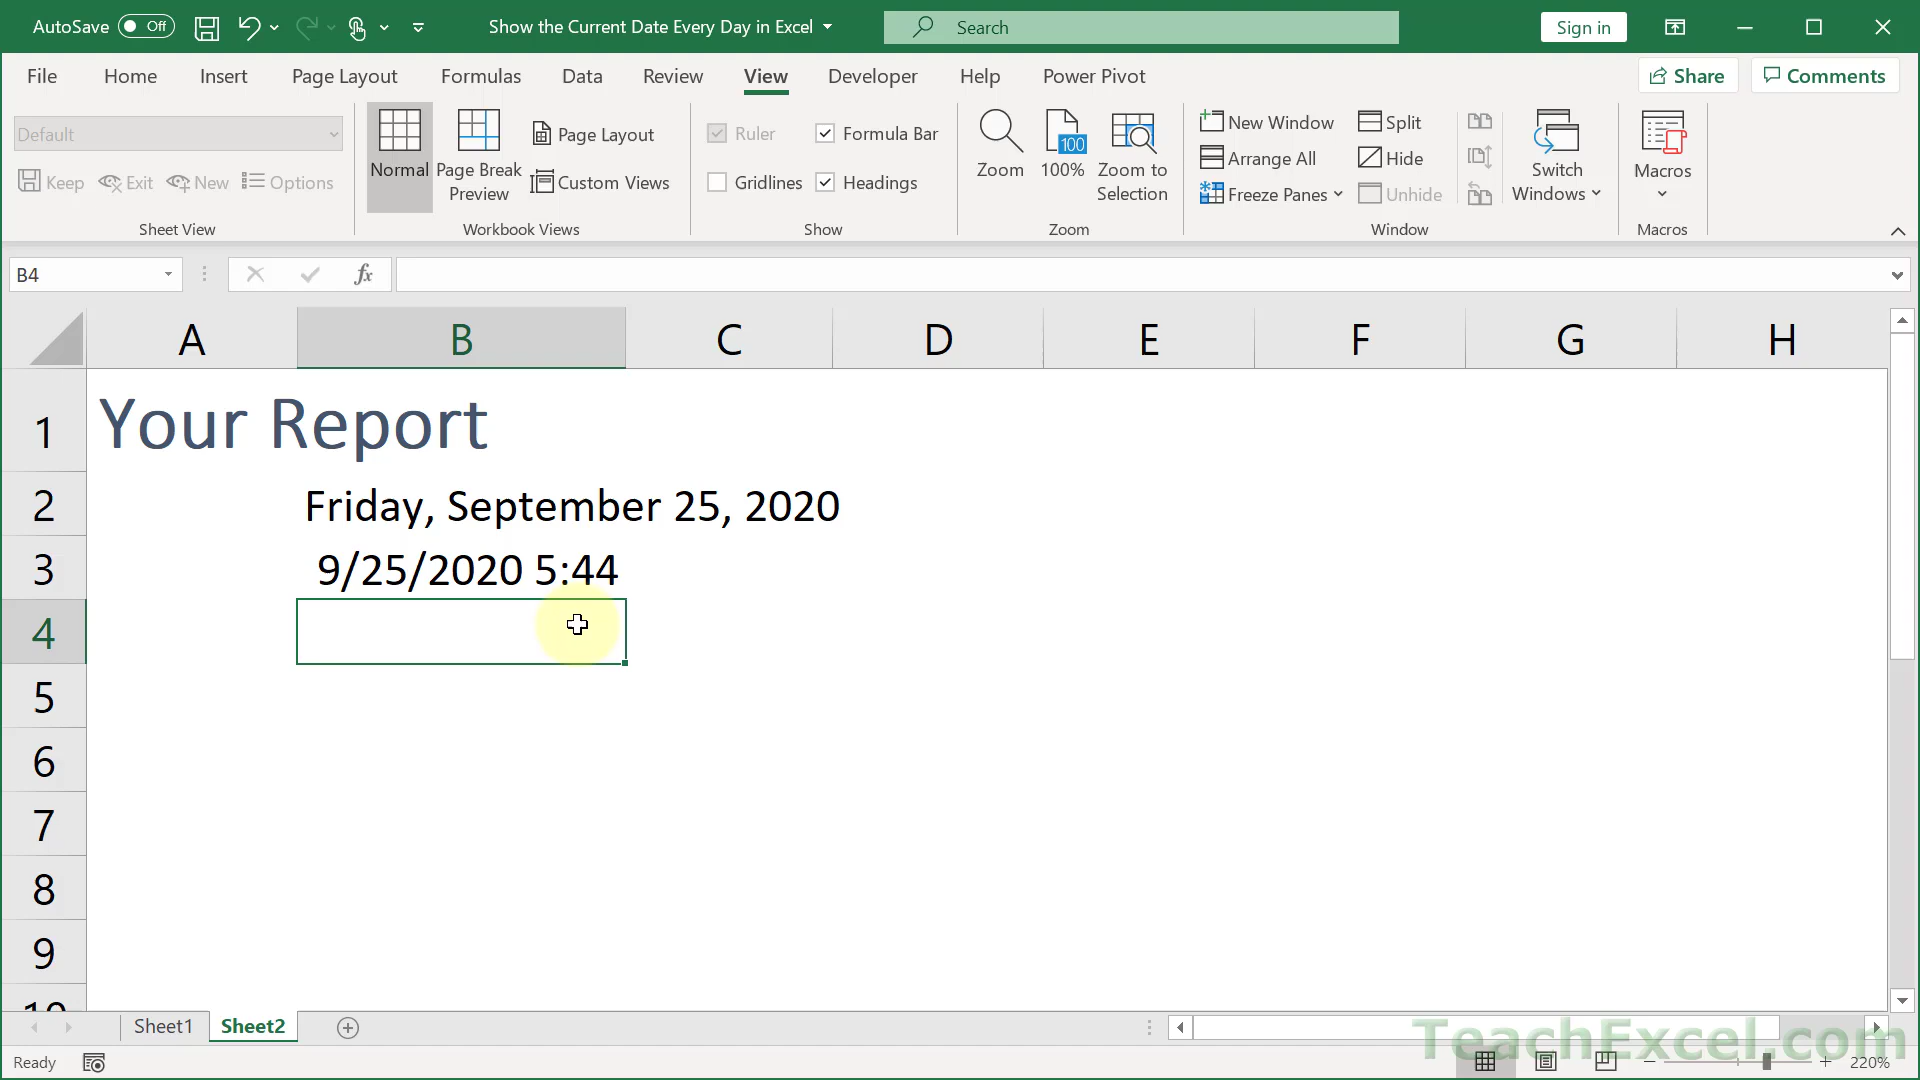 AutoSave Off Show the Current Date Every Day in Excel Search Sign in
File Home Insert Page Layout Formulas Data Review View Developer Help Power Pivot Share Comments
Default
Keep Exit New Options
Sheet View
Normal
Page Break Preview
Page Layout
Custom Views
Workbook Views
Ruler Formula Bar
Gridlines Headings
Show
Zoom
100
100%
Zoom to Selection
Zoom
New Window
Arrange All
Freeze Panes
Split
Hide
Unhide
Switch Windows
Window
Macros
Macros
B4 fx
A B C D E F G H
1 Your Report
2 Friday, September 25, 2020
3 9/25/2020 5:44
4
5
6
7
8
9
10
Sheet1 Sheet2
TeachExcel.com
Ready 220%